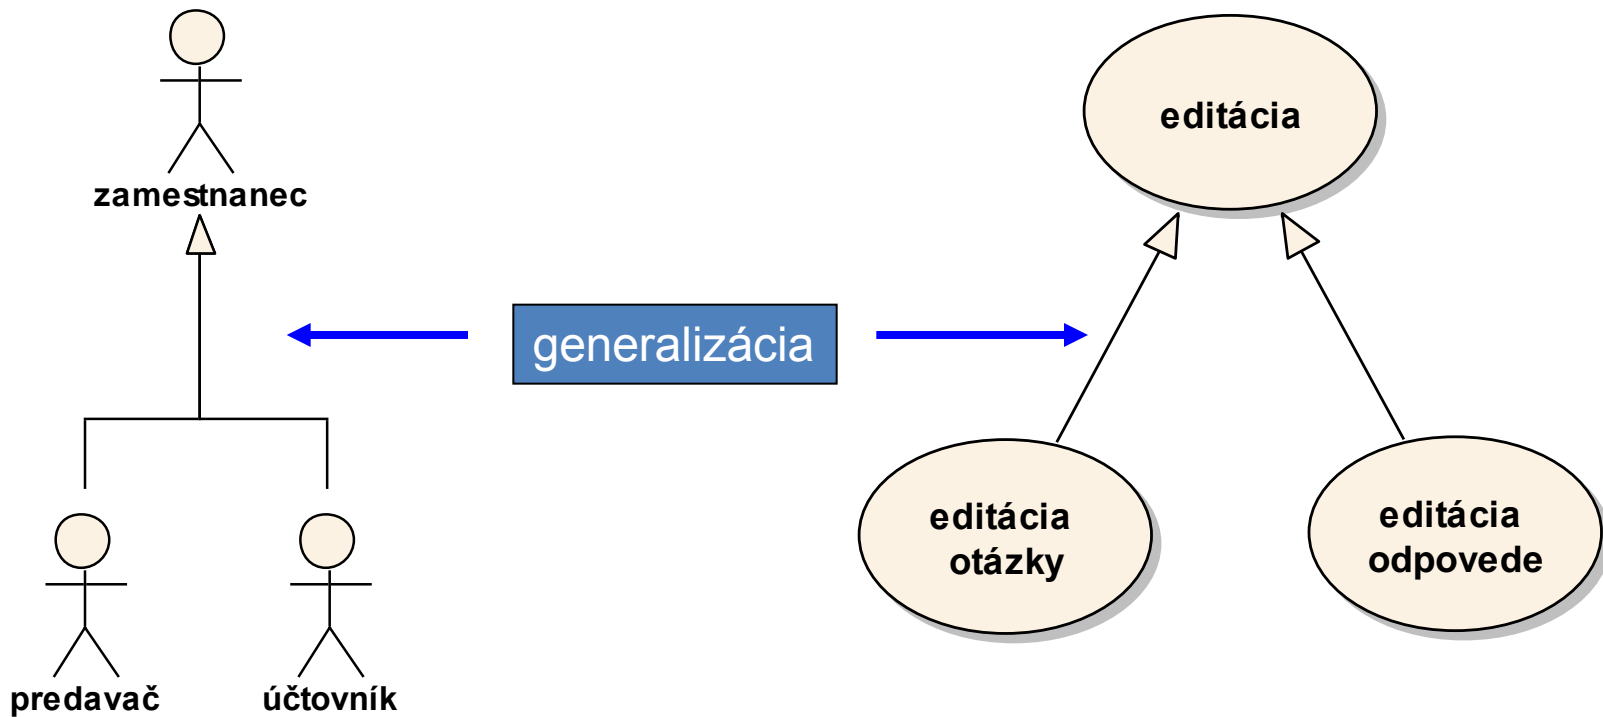 zamestnanec
editácia
generalizácia
editácia
otázky
editácia
odpovede
predavač
účtovník